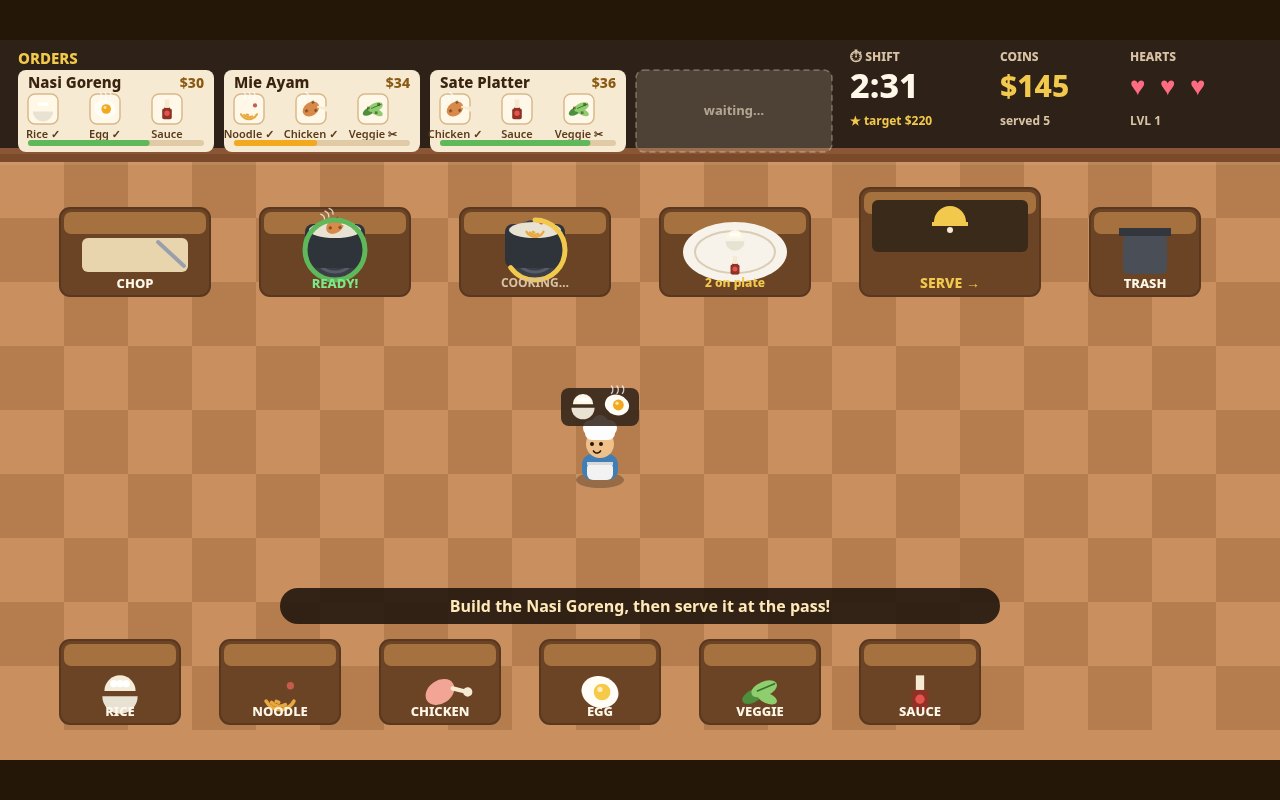 ORDERS
Nasi Goreng $30
Rice ✓ Egg ✓ Sauce
Mie Ayam $34
Noodle ✓ Chicken ✓ Veggie ✂
Sate Platter $36
Chicken ✓ Sauce Veggie ✂
waiting...
⏱ SHIFT
2:31
★ target $220
COINS
$145
served 5
HEARTS
♥ ♥ ♥
LVL 1
CHOP
READY!
COOKING...
2 on plate
SERVE →
TRASH
Build the Nasi Goreng, then serve it at the pass!
RICE
NOODLE
CHICKEN
EGG
VEGGIE
SAUCE